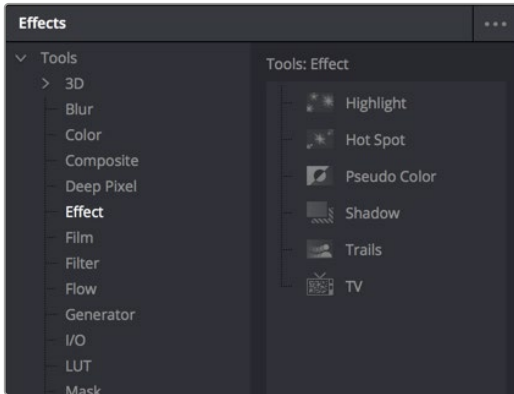 Effects
Tools
3D
Blur
Color
Composite
Deep Pixel
Effect
Film
Filter
Flow
Generator
I/O
LUT
Mask
Tools: Effect
Highlight
Hot Spot
Pseudo Color
Shadow
Trails
TV